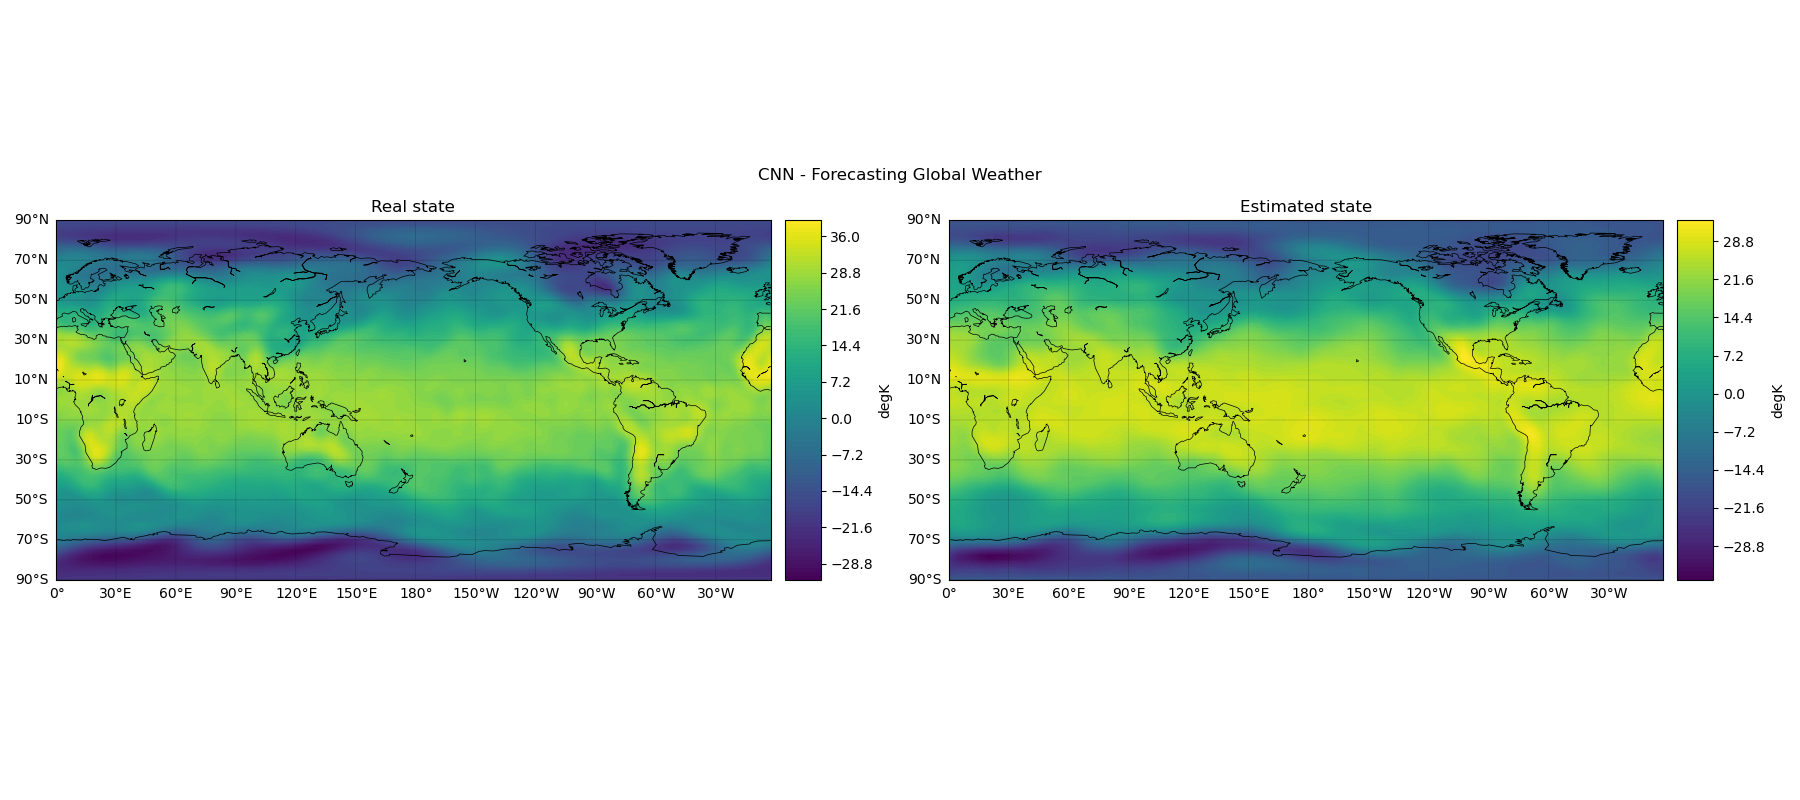 CNN - Forecasting Global Weather
Real state
90°N
70°N
50°N
30°N
10°N
10°S
30°S
50°S
70°S
90°S
0°
30°E
60°E
90°E
120°E
150°E
180°
150°W
120°W
90°W
60°W
30°W
36.0
28.8
21.6
14.4
7.2
0.0
−7.2
−14.4
−21.6
−28.8
degK
Estimated state
90°N
70°N
50°N
30°N
10°N
10°S
30°S
50°S
70°S
90°S
0°
30°E
60°E
90°E
120°E
150°E
180°
150°W
120°W
90°W
60°W
30°W
28.8
21.6
14.4
7.2
0.0
−7.2
−14.4
−21.6
−28.8
degK